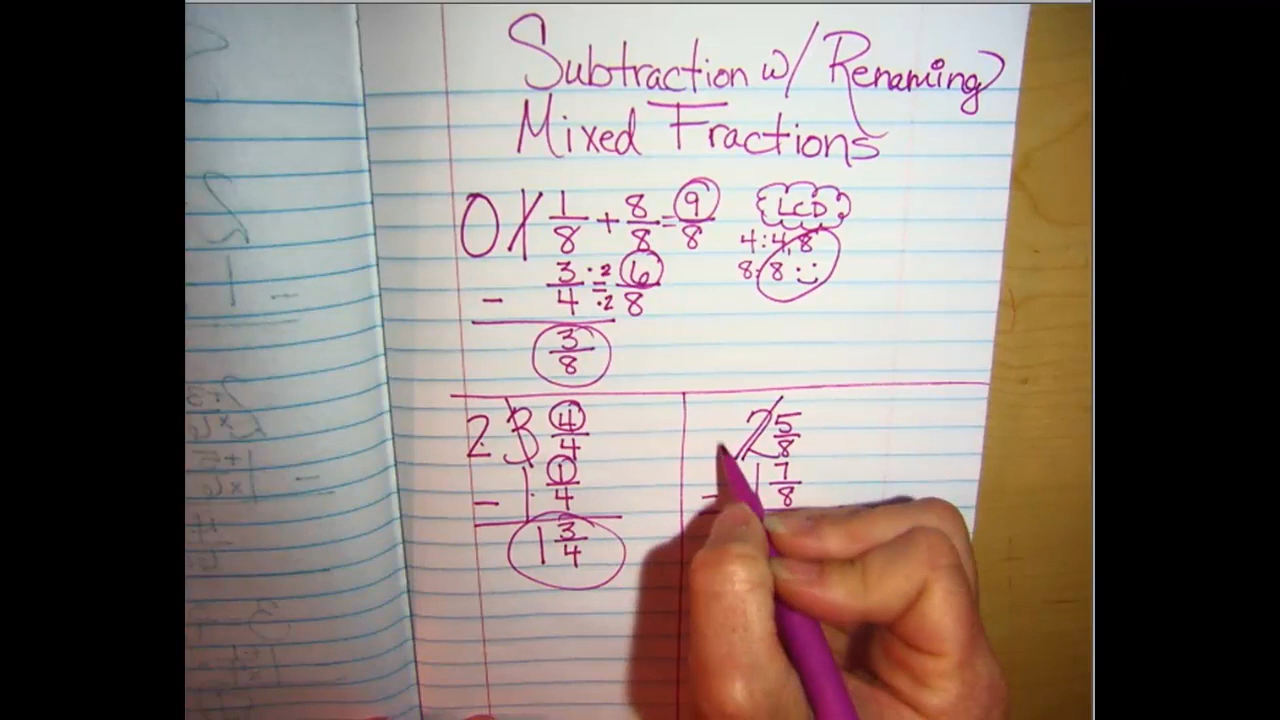 Subtraction w/ Renaming
Mixed Fractions
0 1 1/8 + 8/8 = 9/8
- 3/4 ·2/·2 = 6/8
3/8
LCD
4: 4, 8
8: 8
2 3 4/4
- 1 1/4
1 3/4
2 5/8
- 1 7/8